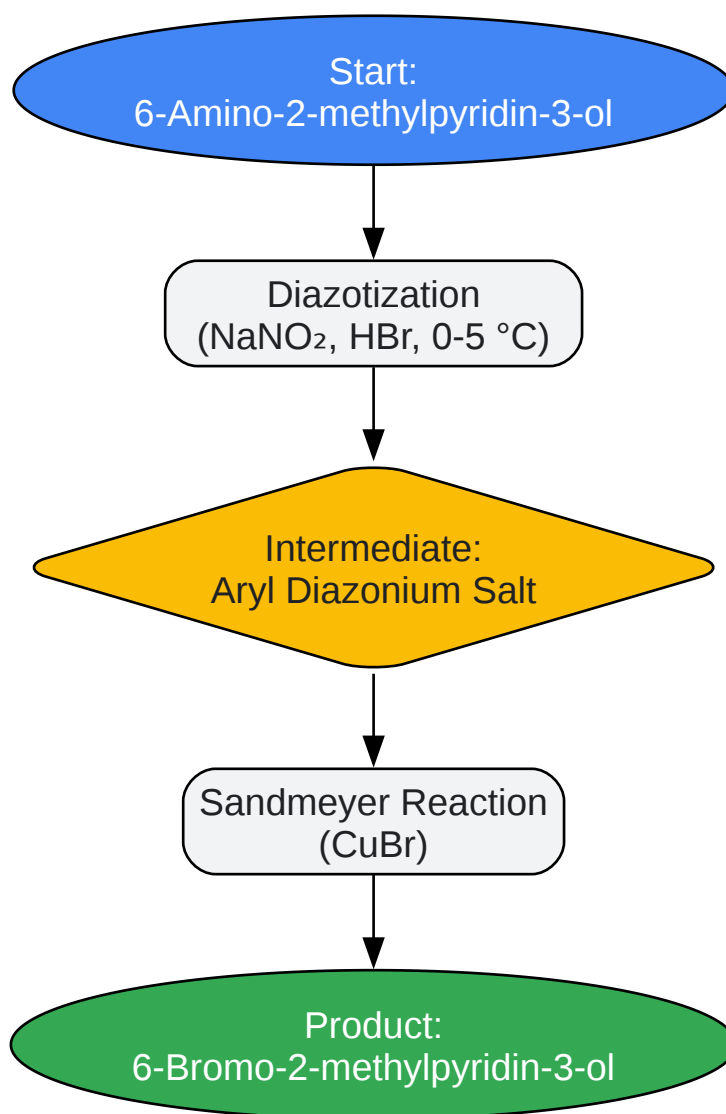 Start:
6-Amino-2-methylpyridin-3-ol
Diazotization
(NaNO₂, HBr, 0-5 °C)
Intermediate:
Aryl Diazonium Salt
Sandmeyer Reaction
(CuBr)
Product:
6-Bromo-2-methylpyridin-3-ol